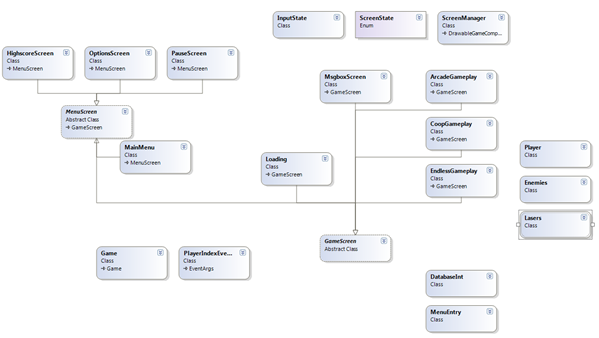 InputState
Class
ScreenState
Enum
ScreenManager
Class
➔ DrawableGameComp...
HighscoreScreen
Class
➔ MenuScreen
OptionsScreen
Class
➔ MenuScreen
PauseScreen
Class
➔ MenuScreen
MsgboxScreen
Class
➔ GameScreen
ArcadeGameplay
Class
➔ GameScreen
MenuScreen
Abstract Class
➔ GameScreen
CoopGameplay
Class
➔ GameScreen
MainMenu
Class
➔ MenuScreen
Player
Class
Loading
Class
➔ GameScreen
EndlessGameplay
Class
➔ GameScreen
Enemies
Class
Lasers
Class
GameScreen
Abstract Class
Game
Class
➔ Game
PlayerIndexEve...
Class
➔ EventArgs
DatabaseInt
Class
MenuEntry
Class